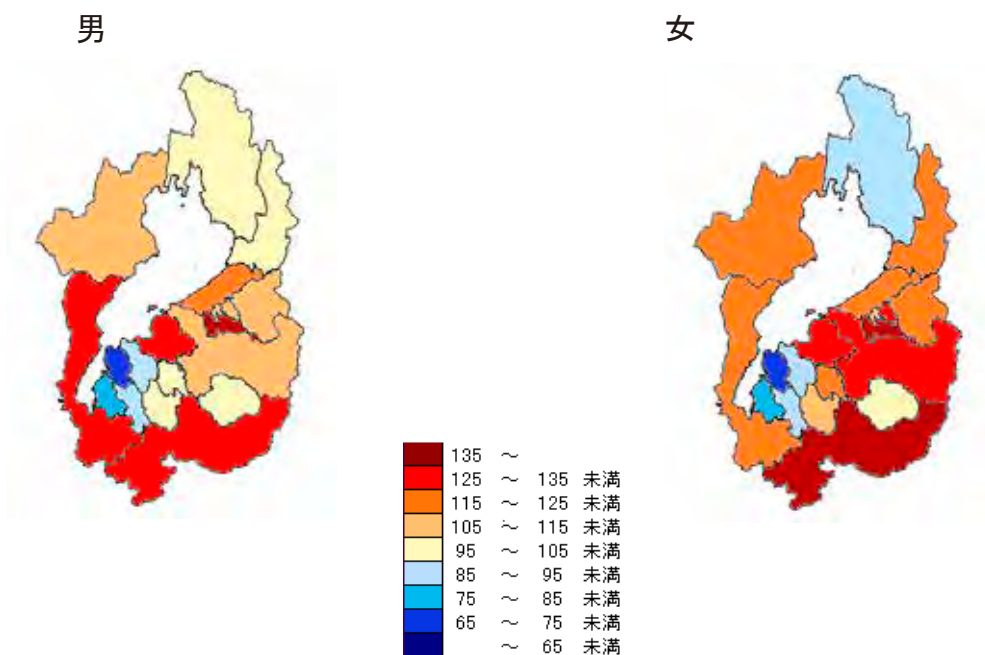 男
女
135 ～
125 ～ 135 未満
115 ～ 125 未満
105 ～ 115 未満
95 ～ 105 未満
85 ～ 95 未満
75 ～ 85 未満
65 ～ 75 未満
～ 65 未満